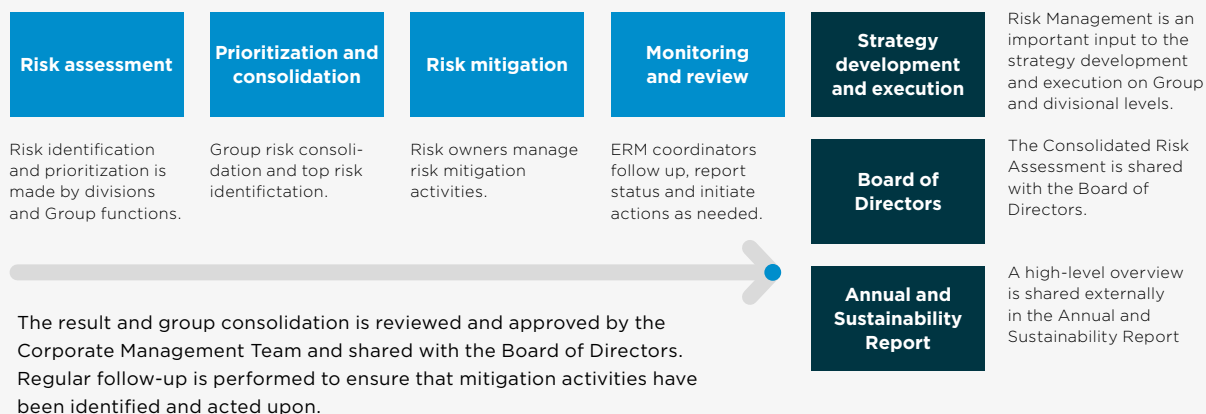 Risk assessment
Risk identification
and prioritization is
made by divisions
and Group functions.
Prioritization and
consolidation
Group risk consoli-
dation and top risk
identifictation.
Risk mitigation
Risk owners manage
risk mitigation
activities.
Monitoring
and review
ERM coordinators
follow up, report
status and initiate
actions as needed.
The result and group consolidation is reviewed and approved by the
Corporate Management Team and shared with the Board of Directors.
Regular follow-up is performed to ensure that mitigation activities have
been identified and acted upon.
Strategy
development
and execution
Risk Management is an
important input to the
strategy development
and execution on Group
and divisional levels.
Board of
Directors
The Consolidated Risk
Assessment is shared
with the Board of
Directors.
Annual and
Sustainability
Report
A high-level overview
is shared externally
in the Annual and
Sustainability Report